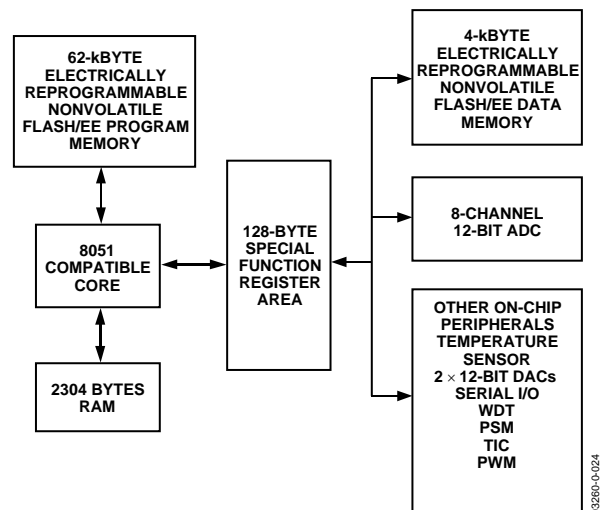 62-kBYTE
ELECTRICALLY
REPROGRAMMABLE
NONVOLATILE
FLASH/EE PROGRAM
MEMORY
8051
COMPATIBLE
CORE
2304 BYTES
RAM
128-BYTE
SPECIAL
FUNCTION
REGISTER
AREA
4-kBYTE
ELECTRICALLY
REPROGRAMMABLE
NONVOLATILE
FLASH/EE DATA
MEMORY
8-CHANNEL
12-BIT ADC
OTHER ON-CHIP
PERIPHERALS
TEMPERATURE
SENSOR
2 × 12-BIT DACs
SERIAL I/O
WDT
PSM
TIC
PWM
03260-0-024